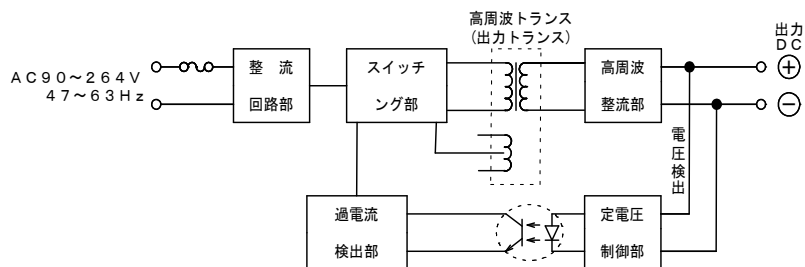 高周波トランス
(出力トランス)
出力
DC
AC90～264V
47～63Hz
整 流
回路部
スイッチ
ング部
高周波
整流部
電圧検出
過電流
検出部
定電圧
制御部